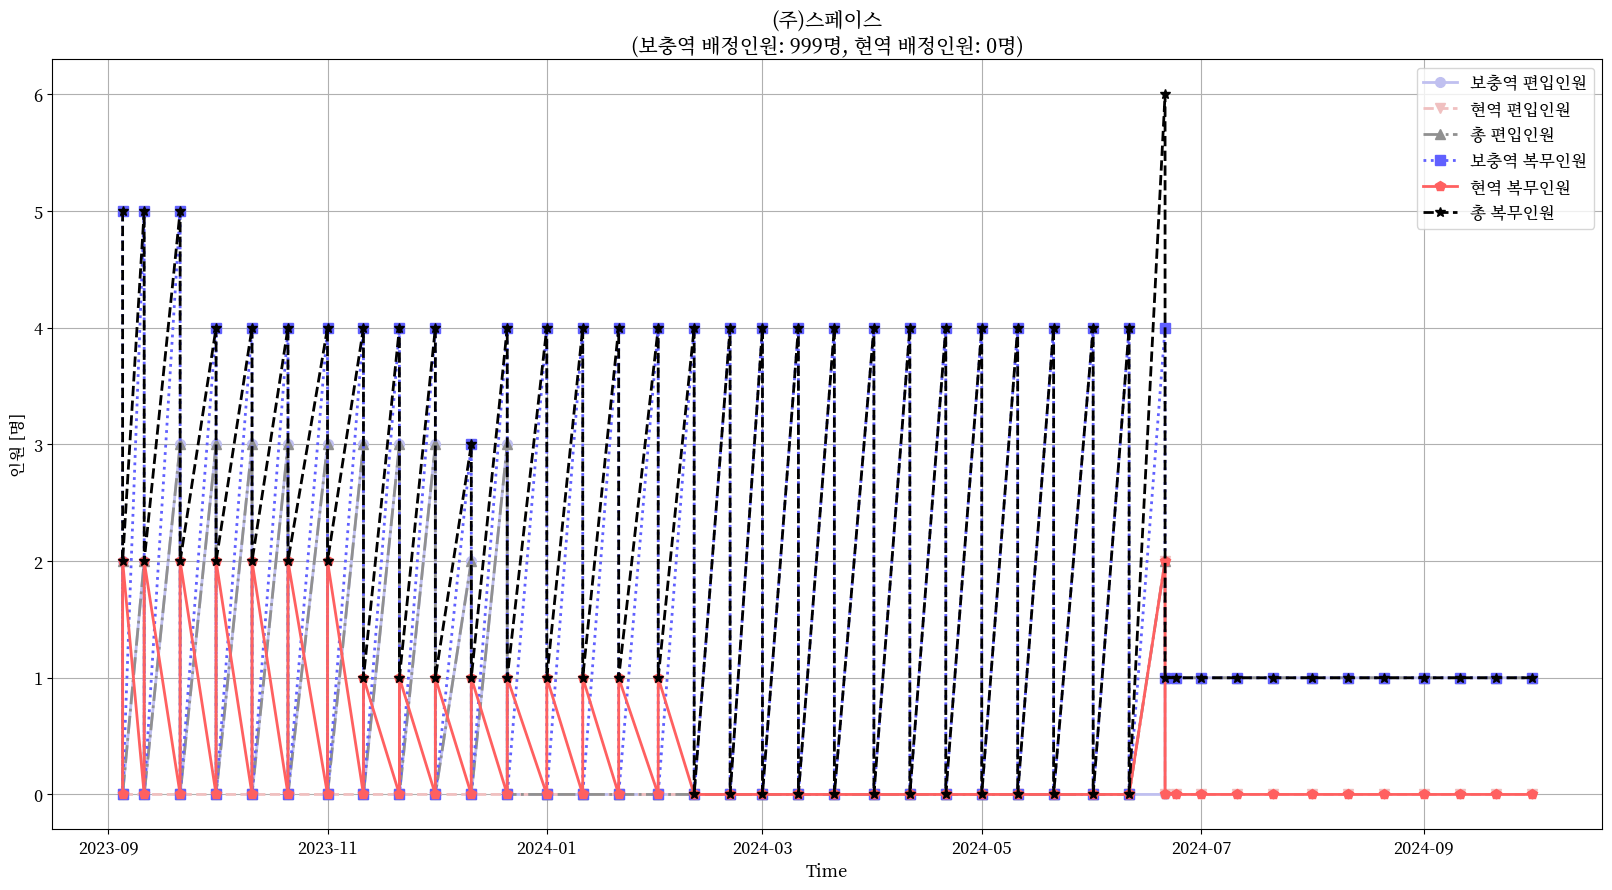 (주)스페이스
(보충역 배정인원: 999명, 현역 배정인원: 0명)
보충역 편입인원
현역 편입인원
총 편입인원
보충역 복무인원
현역 복무인원
총 복무인원
인원 [명]
6
5
4
3
2
1
0
2023-09
2023-11
2024-01
2024-03
2024-05
2024-07
2024-09
Time